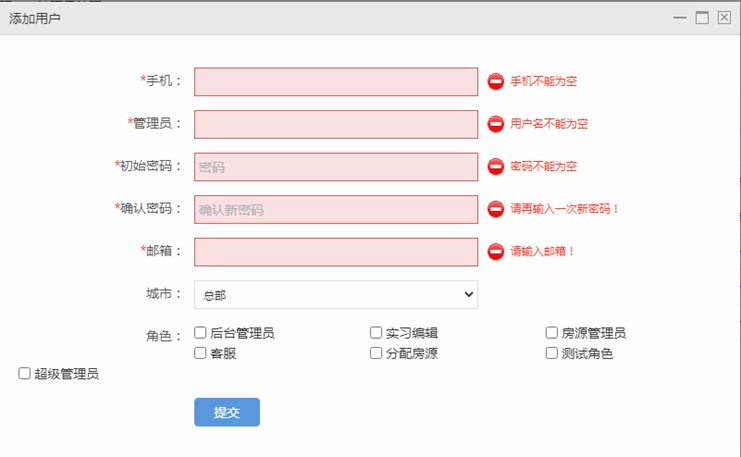 添加用户
*手机： 手机不能为空
*管理员： 用户名不能为空
*初始密码： 密码 密码不能为空
*确认密码： 确认新密码 请再输入一次新密码！
*邮箱： 请输入邮箱！
城市： 总部
角色： 后台管理员 实习编辑 房源管理员
客服 分配房源 测试角色
超级管理员
提交